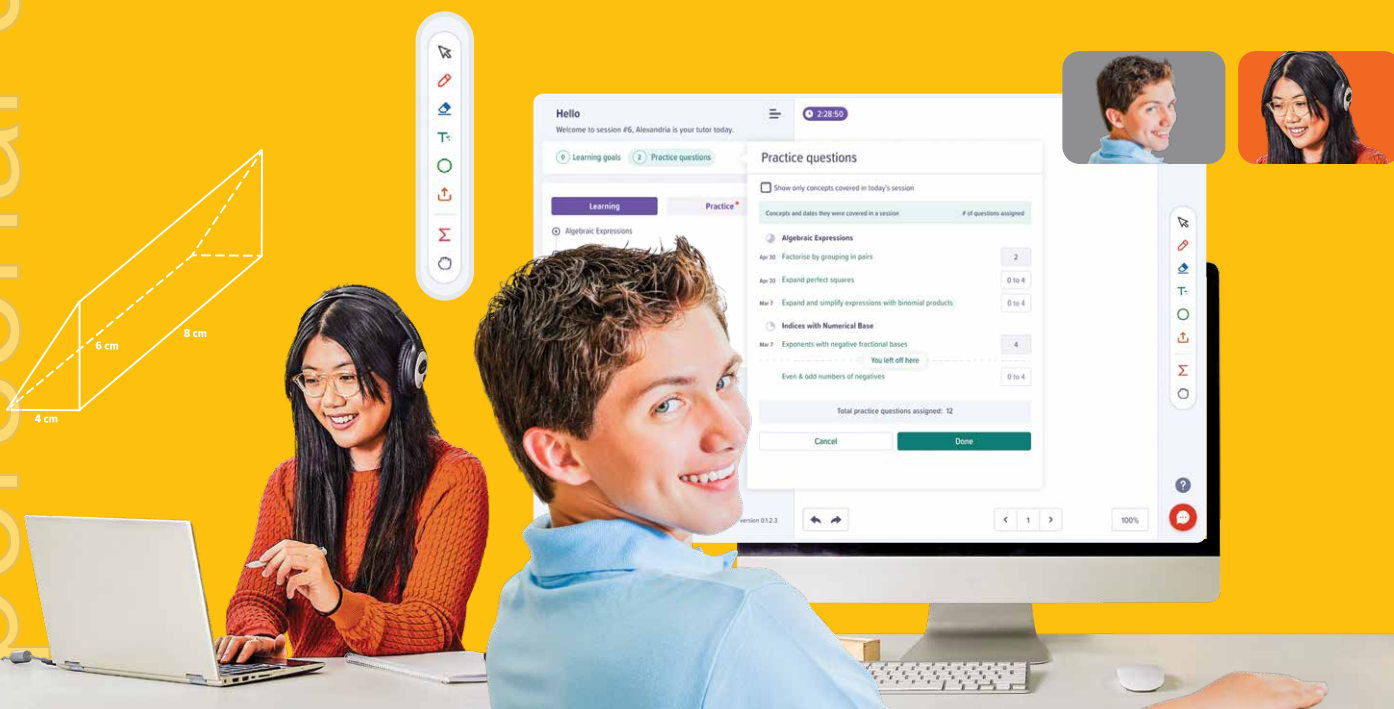 Hello
Welcome to session #6, Alexandria is your tutor today.
2:28:50
0 Learning goals 2 Practice questions
Learning Practice
Algebraic Expressions
Practice questions
Show only concepts covered in today's session
Concepts and dates they were covered in a session # of questions assigned
Algebraic Expressions
Apr 30 Factorise by grouping in pairs 2
Apr 20 Expand perfect squares 0 to 4
Mar 7 Expand and simplify expressions with binomial products 0 to 4
Indices with Numerical Base
Mar 7 Exponents with negative fractional bases 4
You left off here
Even & odd numbers of negatives 0 to 4
Total practice questions assigned: 12
Cancel Done
version 0.1.2.3
1
100%
?
8 cm
6 cm
4 cm